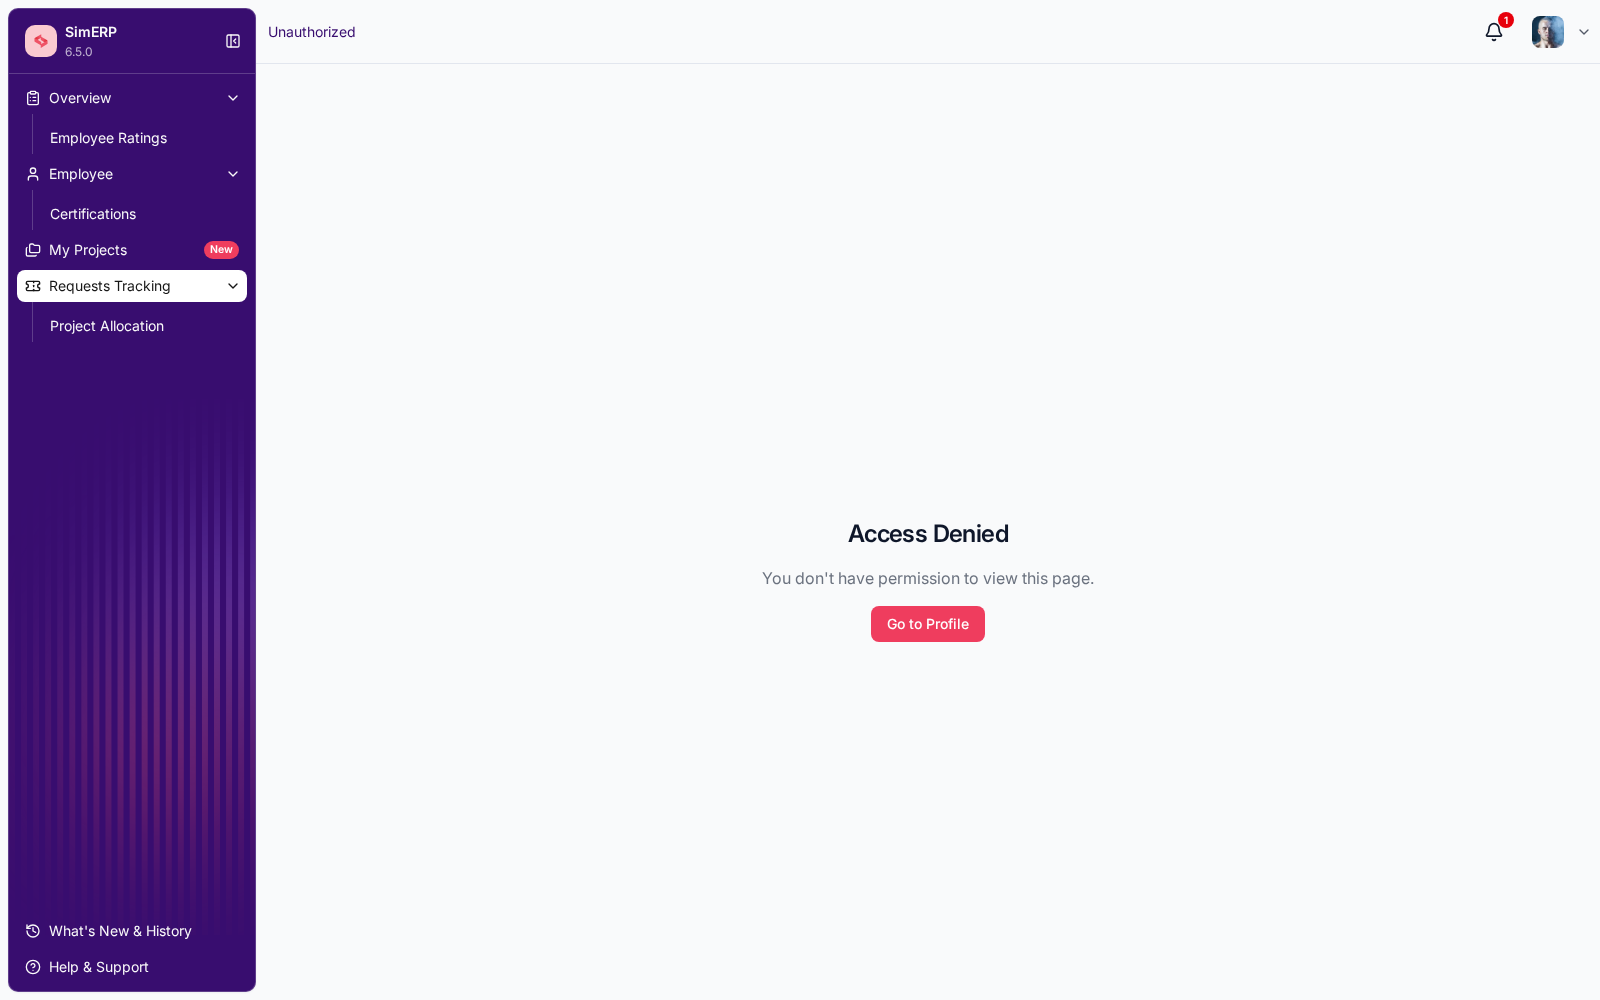 SimERP
6.5.0
Overview
Employee Ratings
Employee
Certifications
My Projects
New
Requests Tracking
Project Allocation
What's New & History
Help & Support
Unauthorized
1
Access Denied
You don't have permission to view this page.
Go to Profile